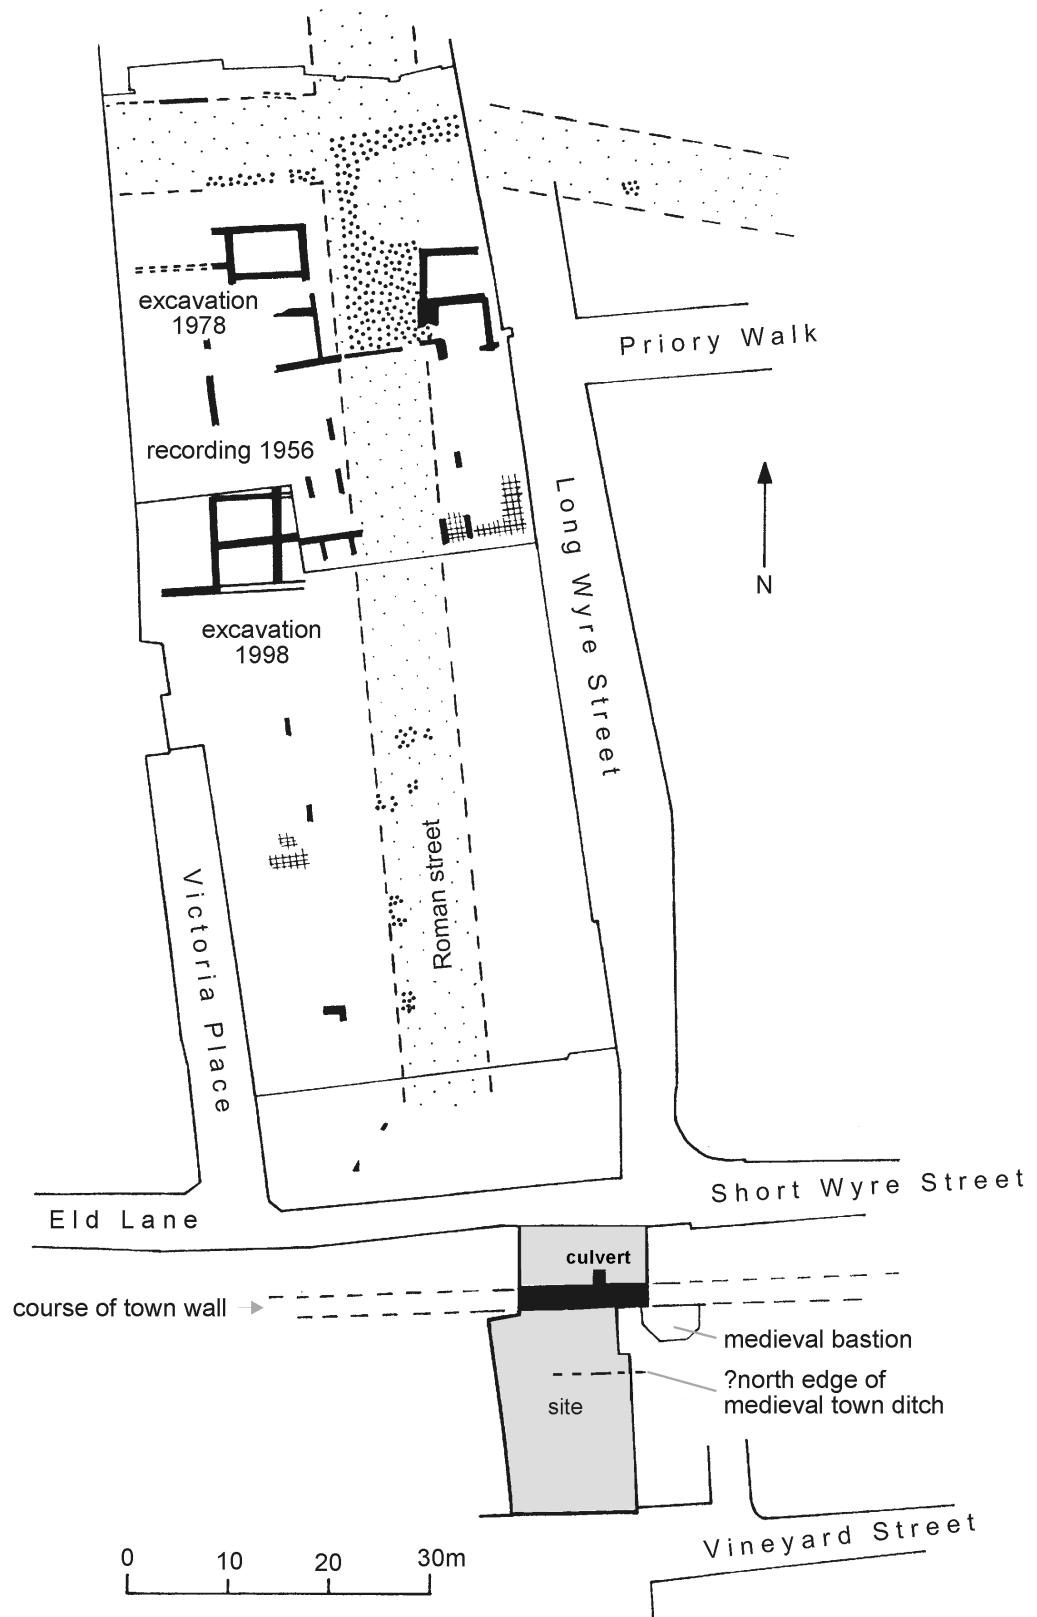 excavation
1978
Priory Walk
recording 1956
Long Wyre Street
N
excavation
1998
Roman street
Victoria Place
Short Wyre Street
Eld Lane
culvert
course of town wall
medieval bastion
?north edge of
medieval town ditch
site
Vineyard Street
0 10 20 30m